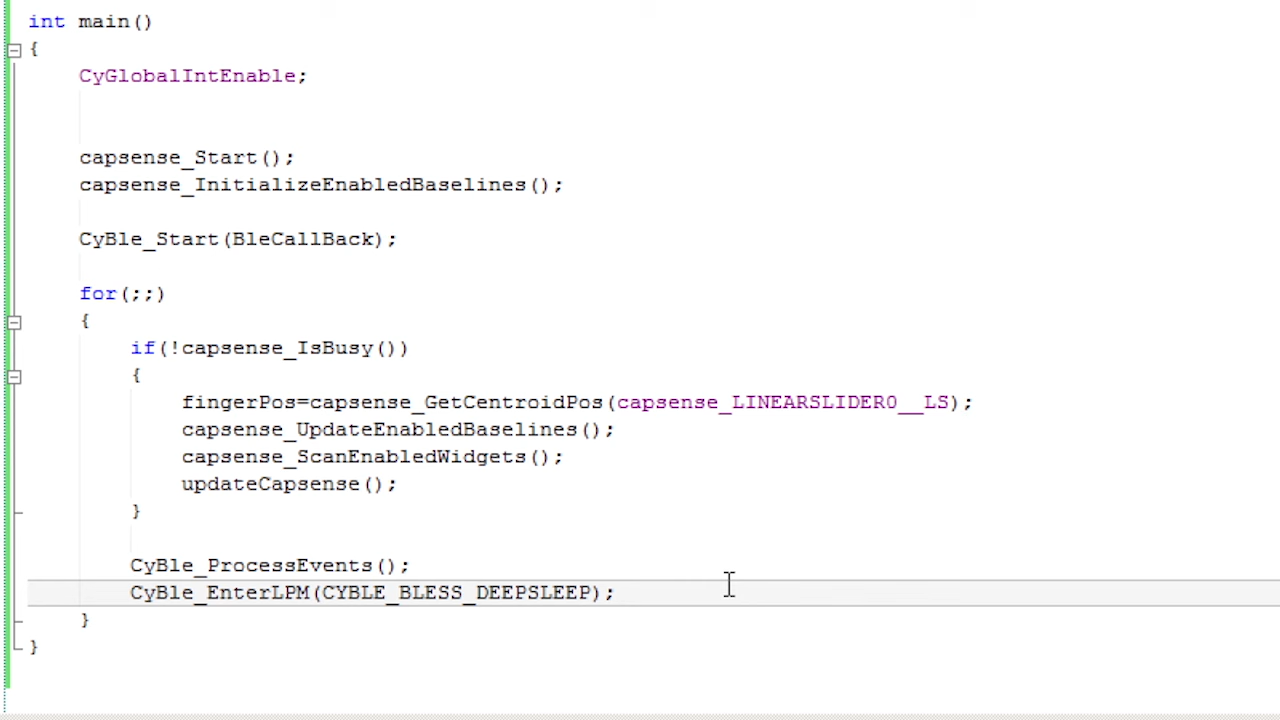 int main()
{
CyGlobalIntEnable;
capsense_Start();
capsense_InitializeEnabledBaselines();
CyBle_Start(BleCallBack);
for(;;)
{
if(!capsense_IsBusy())
{
fingerPos=capsense_GetCentroidPos(capsense_LINEARSLIDER0__LS);
capsense_UpdateEnabledBaselines();
capsense_ScanEnabledWidgets();
updateCapsense();
}
CyBle_ProcessEvents();
CyBle_EnterLPM(CYBLE_BLESS_DEEPSLEEP);
}
}